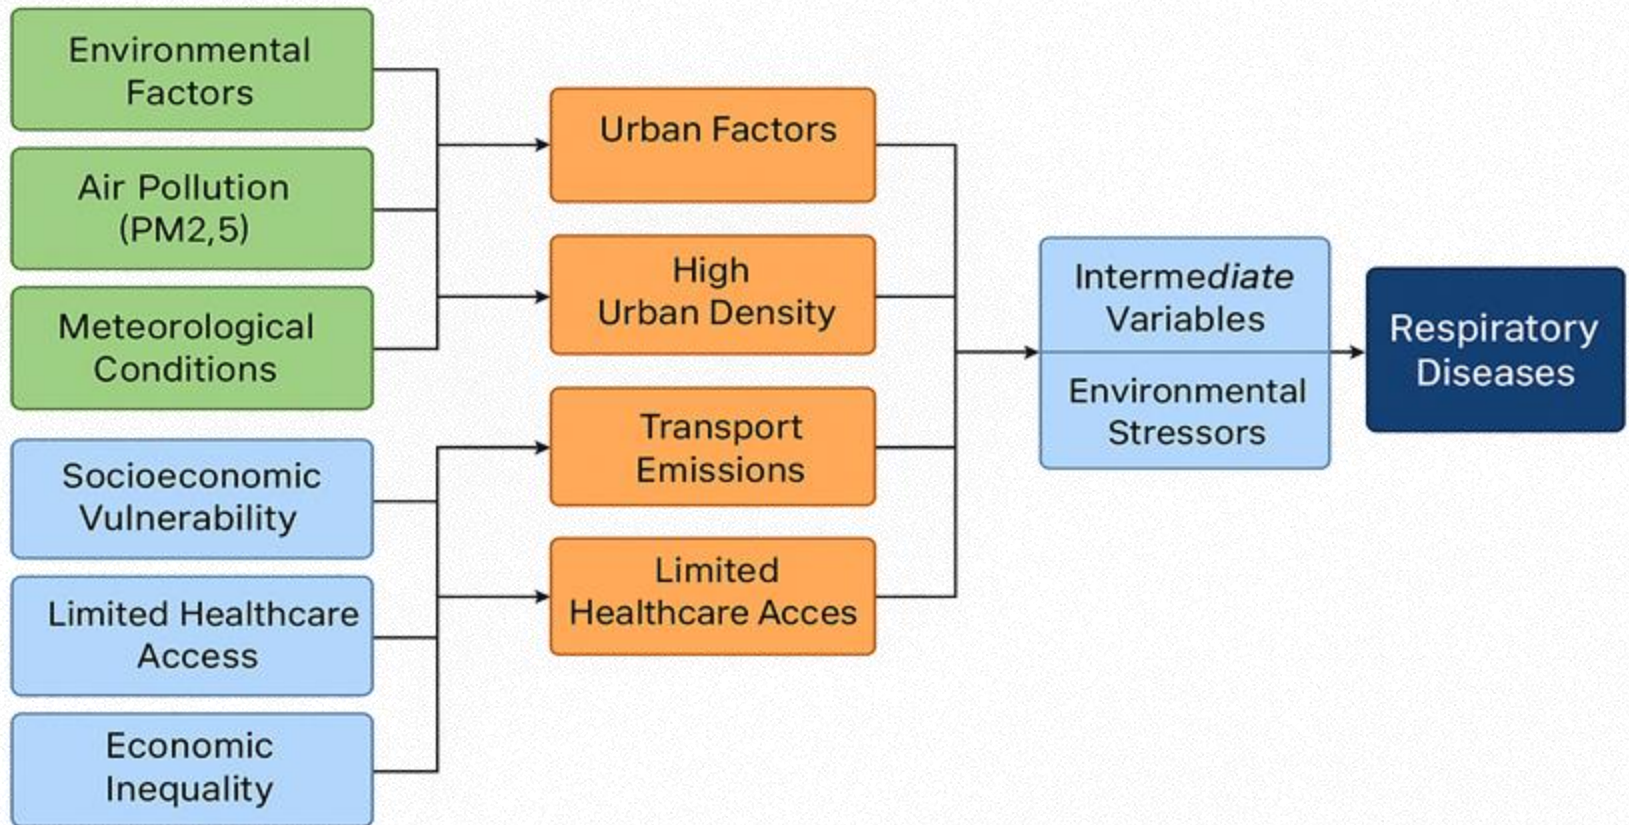 Environmental
Factors
Air Pollution
(PM2,5)
Meteorological
Conditions
Socioeconomic
Vulnerability
Limited Healthcare
Access
Economic
Inequality
Urban Factors
High
Urban Density
Transport
Emissions
Limited
Healthcare Acces
Intermediate
Variables
Environmental
Stressors
Respiratory
Diseases